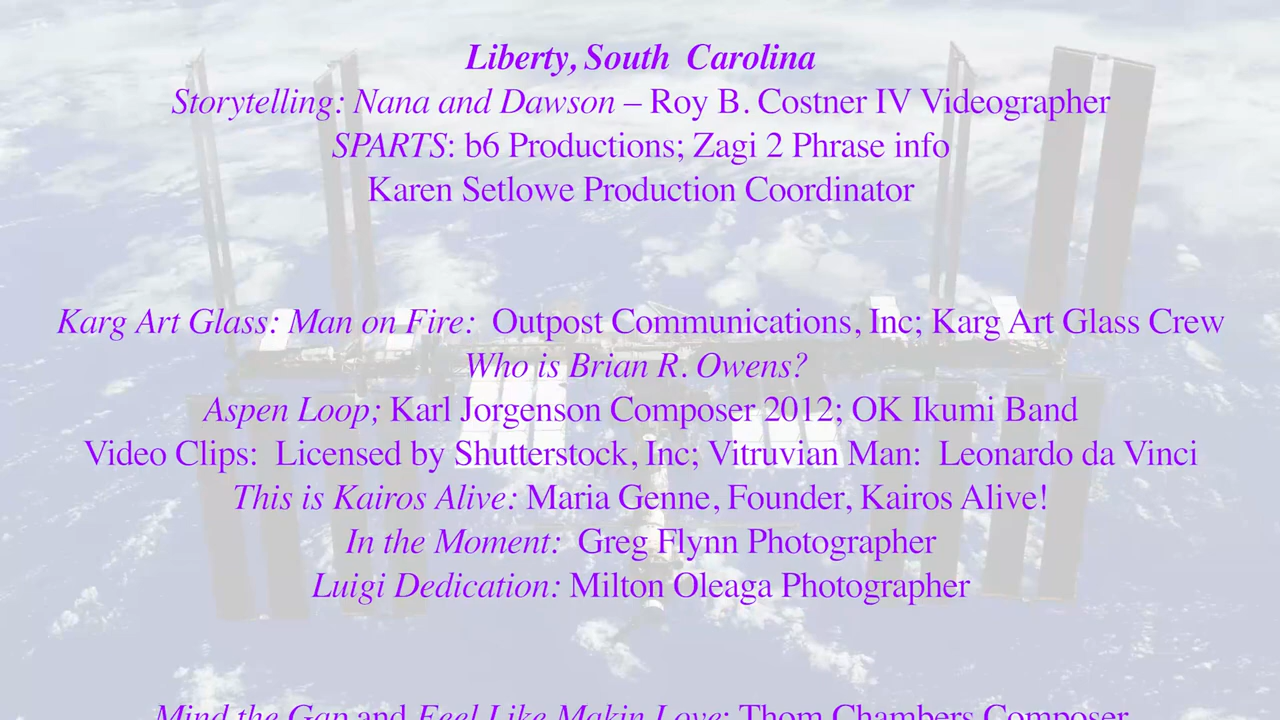 Liberty, South Carolina
Storytelling: Nana and Dawson – Roy B. Costner IV Videographer
SPARTS: b6 Productions; Zagi 2 Phrase info
Karen Setlowe Production Coordinator
Karg Art Glass: Man on Fire: Outpost Communications, Inc; Karg Art Glass Crew
Who is Brian R. Owens?
Aspen Loop; Karl Jorgenson Composer 2012; OK Ikumi Band
Video Clips: Licensed by Shutterstock, Inc; Vitruvian Man: Leonardo da Vinci
This is Kairos Alive: Maria Genne, Founder, Kairos Alive!
In the Moment: Greg Flynn Photographer
Luigi Dedication: Milton Oleaga Photographer
Mind the Gap and Feel Like Makin Love: Thom Chambers Composer